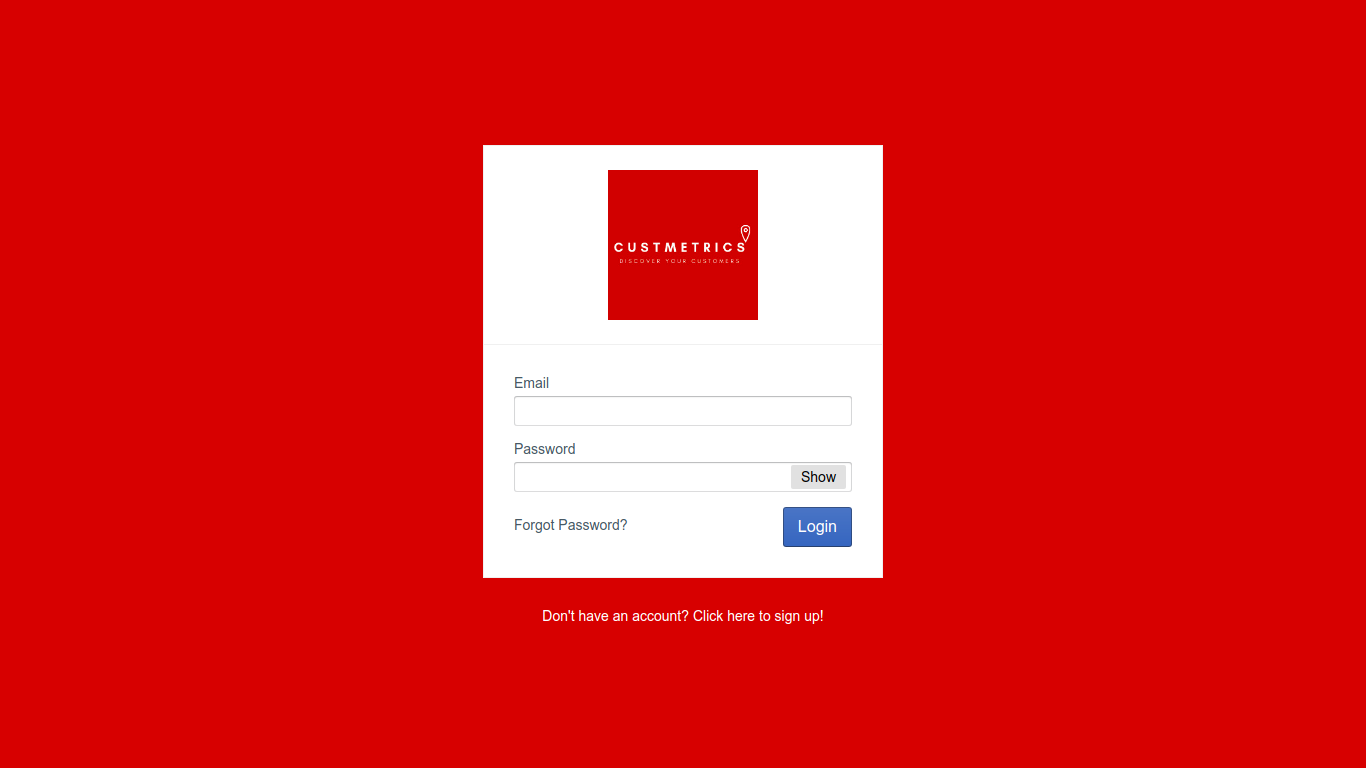 CUSTMETRICS
DISCOVER YOUR CUSTOMERS
Email
Password
Show
Forgot Password?
Login
Don't have an account? Click here to sign up!